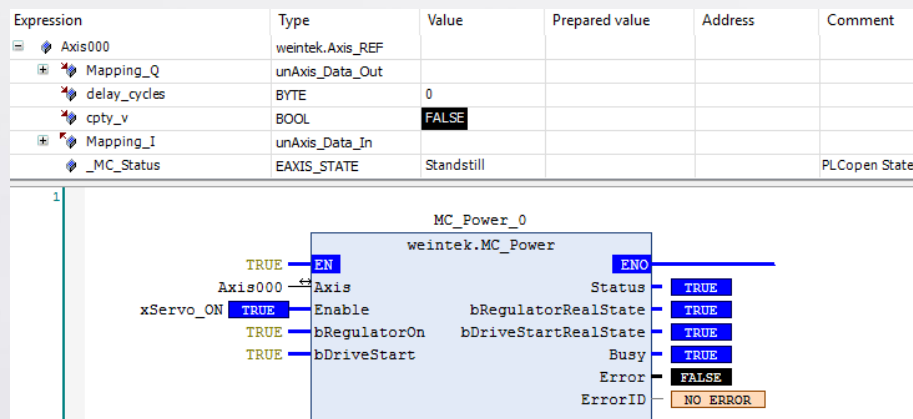 Expression Type Value Prepared value Address Comment
Axis000 weintek.Axis_REF
Mapping_Q unAxis_Data_Out
delay_cycles BYTE 0
cpty_v BOOL FALSE
Mapping_I unAxis_Data_In
_MC_Status EAXIS_STATE Standstill PLCopen State
1
MC_Power_0
weintek.MC_Power
TRUE EN ENO
Axis000 Axis Status TRUE
xServo_ON TRUE Enable bRegulatorRealState TRUE
TRUE bRegulatorOn bDriveStartRealState TRUE
TRUE bDriveStart Busy TRUE
Error FALSE
ErrorID NO ERROR